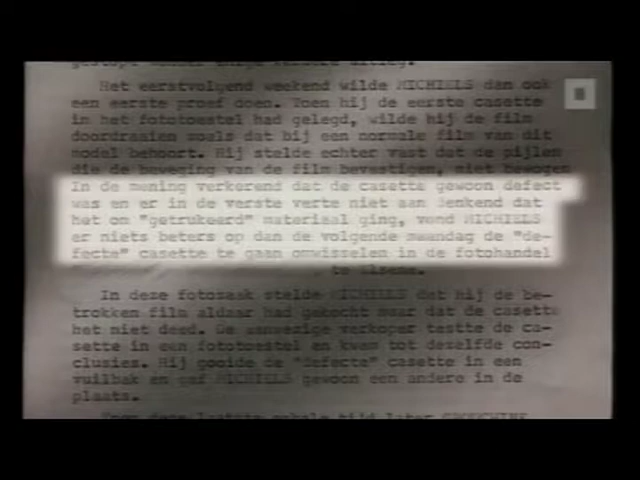 Het eerstvolgend weekend wilde MICHIELS dan ook
een eerste proef doen. Toen hij de eerste casette
in het fototoestel had gelegd, wilde hij de film
doordraaien zoals dat bij een normale film van dit
model behoort. Hij stelde echter vast dat de pijlen
die de beweging van de film bevestigen, niet bewogen
In de mening verkerend dat de casette gewoon defect
was en er in de verste verte niet aan denkend dat
het om "getrukeerd" materiaal ging, vond MICHIELS
er niets beters op dan de volgende maandag de "de-
fecte" casette te gaan omwisselen in de fotohandel
te Elsene.
In deze fotozaak stelde MICHIELS dat hij de be-
trokken film aldaar had gekocht maar dat de casette
het niet deed. De aanwezige verkoper testte de ca-
sette in een fototoestel en kwam tot dezelfde con-
clusies. Hij gooide de "defecte" casette in een
vuilbak en gaf MICHIELS gewoon een andere in de
plaats.